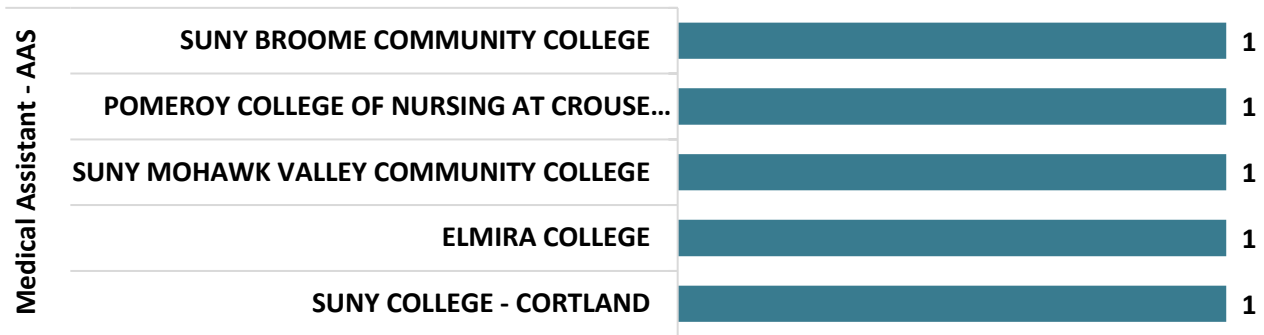 Medical Assistant - AAS
SUNY BROOME COMMUNITY COLLEGE 1
POMEROY COLLEGE OF NURSING AT CROUSE... 1
SUNY MOHAWK VALLEY COMMUNITY COLLEGE 1
ELMIRA COLLEGE 1
SUNY COLLEGE - CORTLAND 1